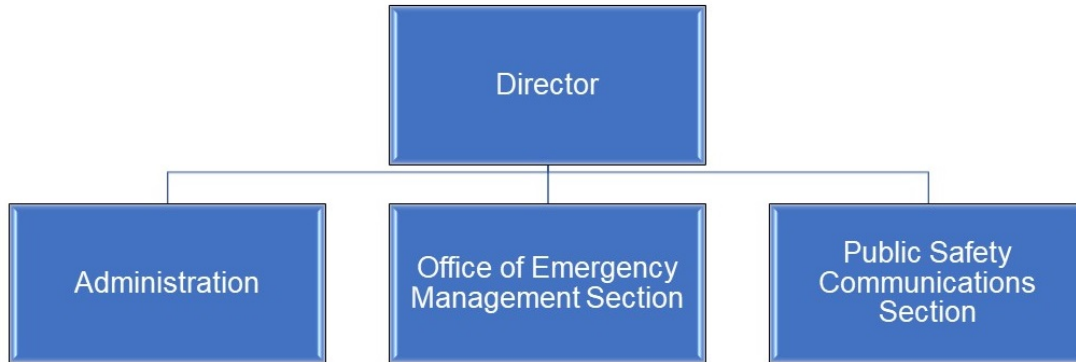 Director
Administration
Office of Emergency
Management Section
Public Safety
Communications
Section